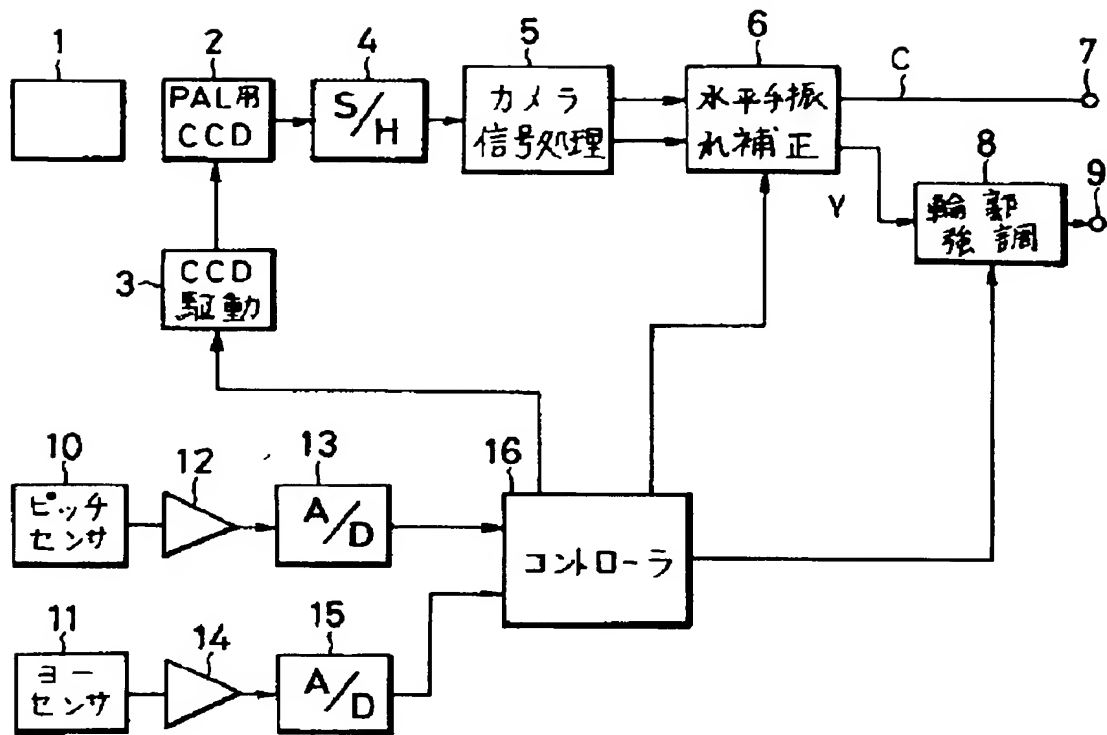 1
2
4
5
6
7
PAL用
CCD
S/H
カメラ
信号処理
水平手振
れ補正
C
Y
8
9
輪部
強調
3
CCD
駆動
10
ピッチ
センサ
12
13
A/D
16
コントローラ
11
ヨー
センサ
14
15
A/D